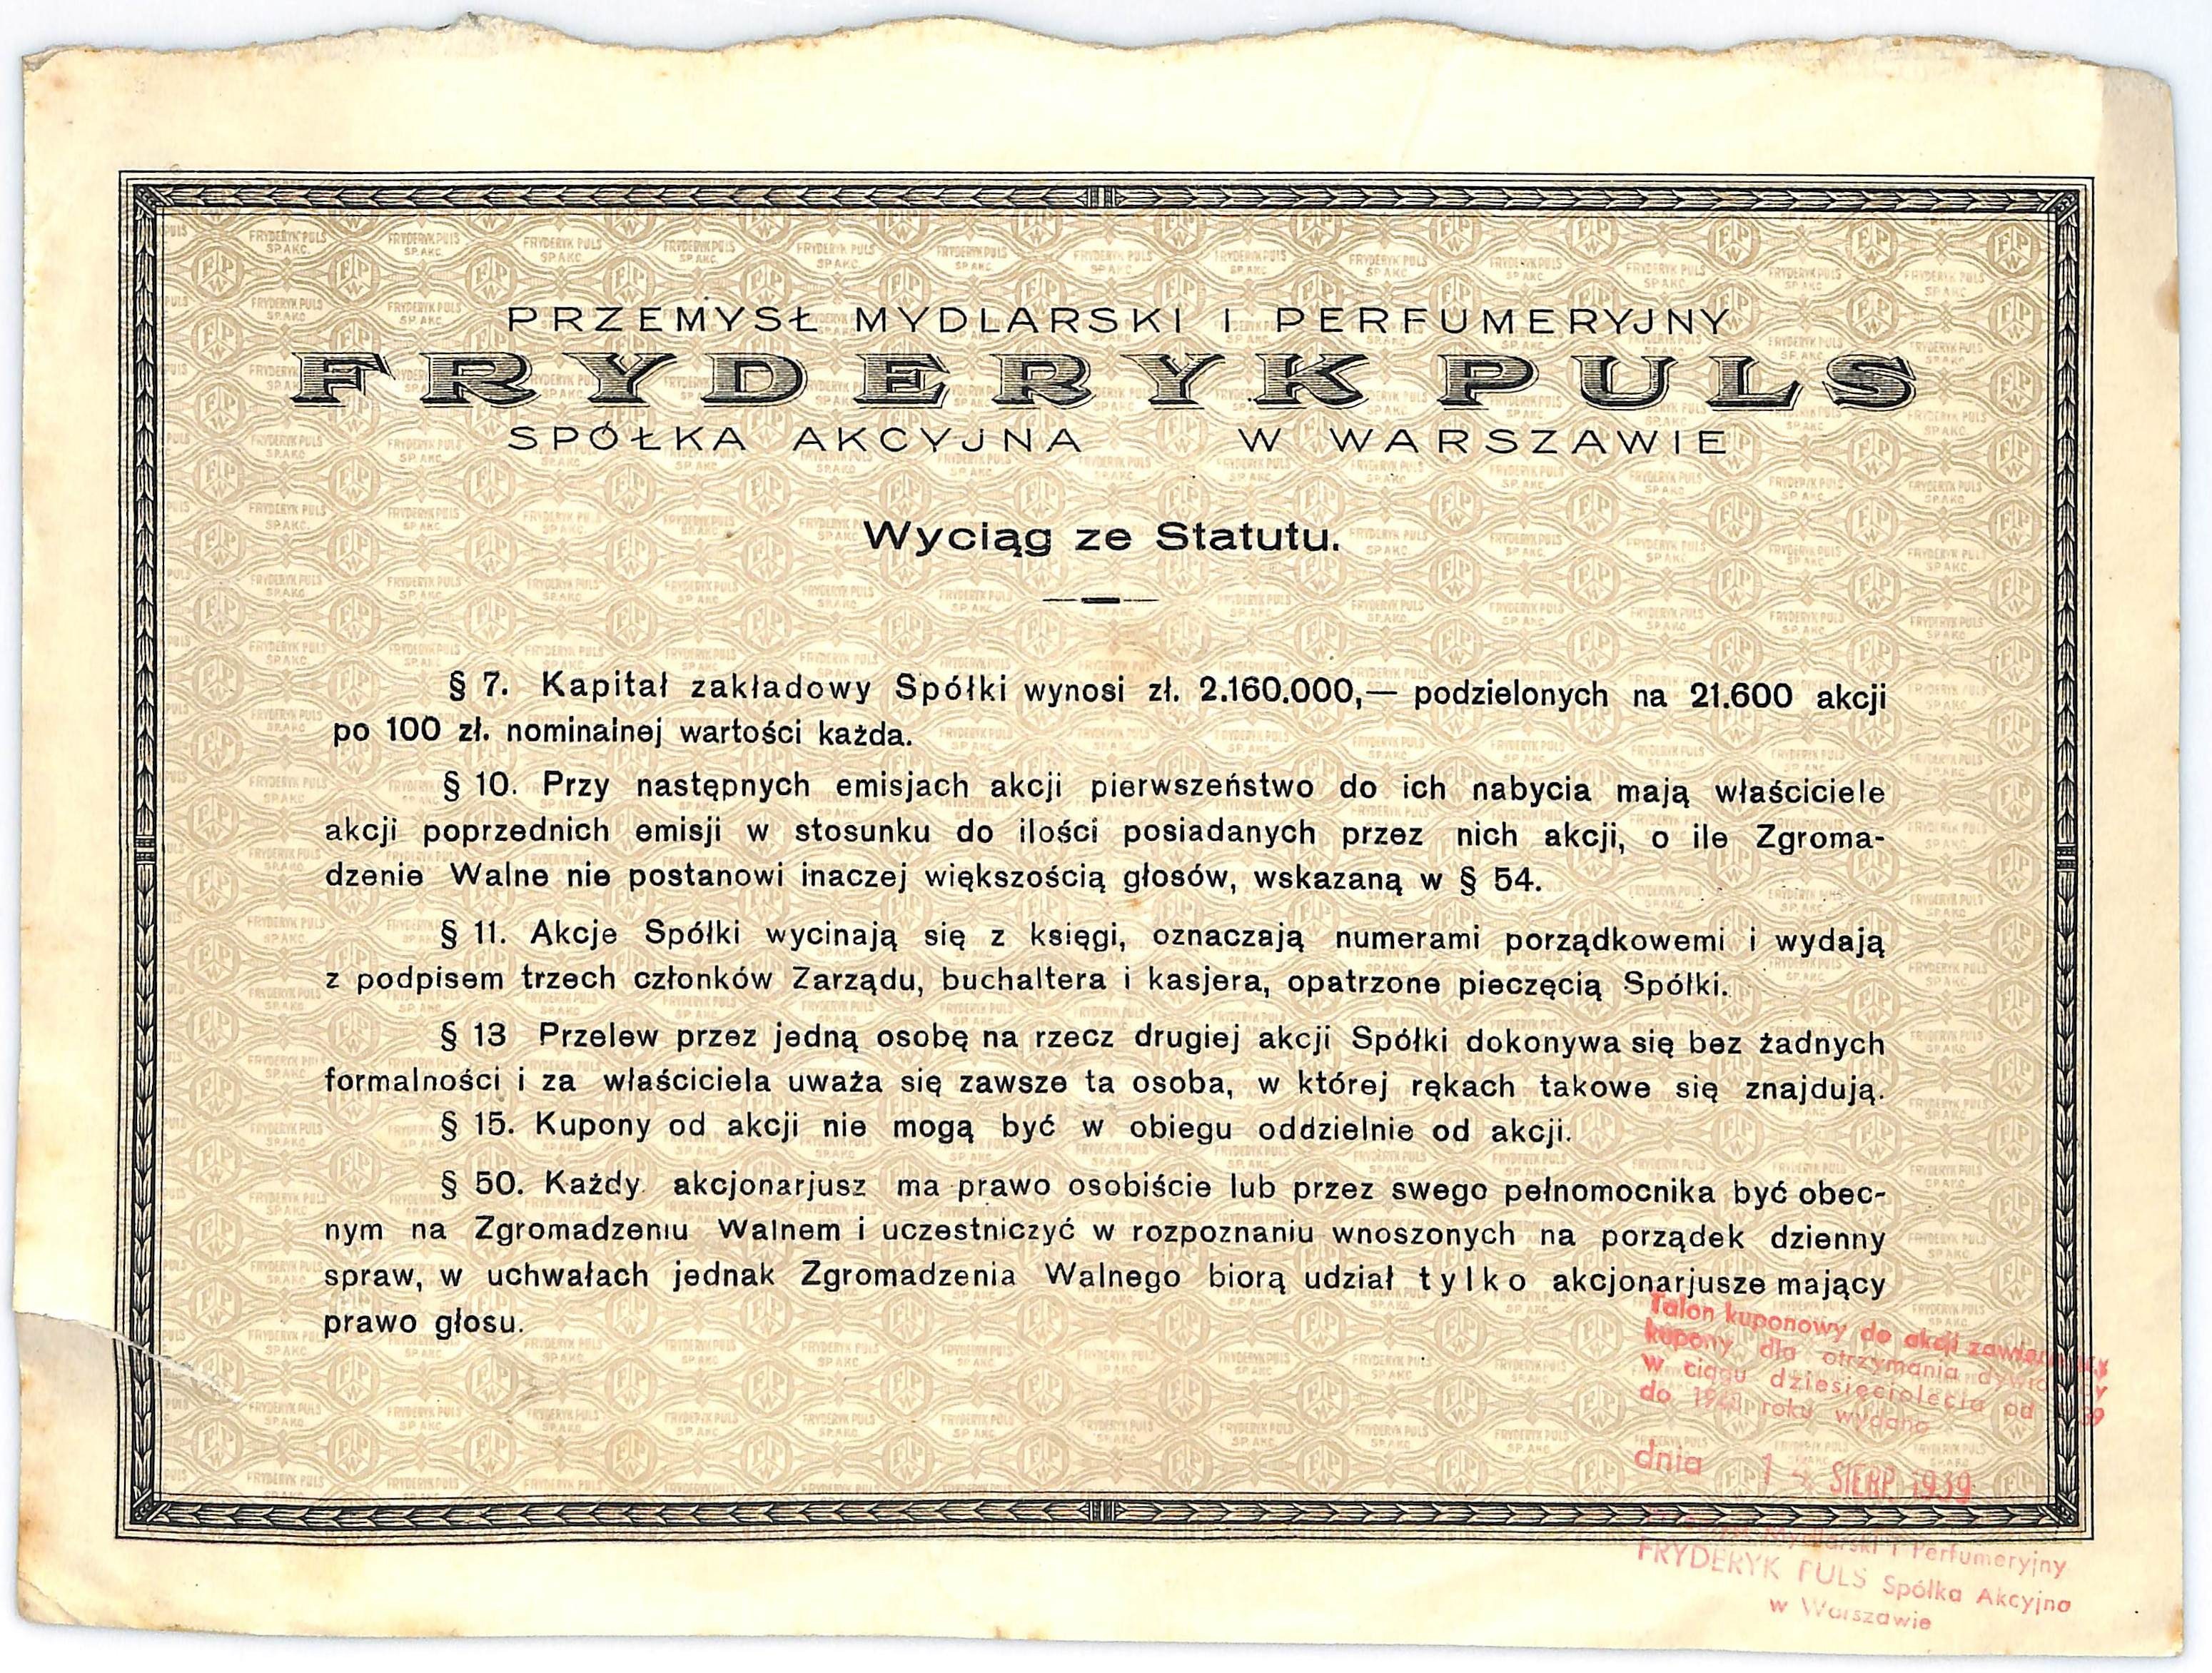 PRZEMYSŁ MYDLARSKI I PERFUMERYJNY
FRYDERYK PULS
SPÓŁKA AKCYJNA W WARSZAWIE
Wyciąg ze Statutu.
§ 7. Kapitał zakładowy Spółki wynosi zł. 2.160.000,— podzielonych na 21.600 akcji
po 100 zł. nominalnej wartości każda.
§ 10. Przy następnych emisjach akcji pierwszeństwo do ich nabycia mają właściciele
akcji poprzednich emisji w stosunku do ilości posiadanych przez nich akcji, o ile Zgroma-
dzenie Walne nie postanowi inaczej większością głosów, wskazaną w § 54.
§ 11. Akcje Spółki wycinają się z księgi, oznaczają numerami porządkowemi i wydają
z podpisem trzech członków Zarządu, buchaltera i kasjera, opatrzone pieczęcią Spółki.
§ 13 Przelew przez jedną osobę na rzecz drugiej akcji Spółki dokonywa się bez żadnych
formalności i za właściciela uważa się zawsze ta osoba, w której rękach takowe się znajdują.
§ 15. Kupony od akcji nie mogą być w obiegu oddzielnie od akcji.
§ 50. Każdy akcjonarjusz ma prawo osobiście lub przez swego pełnomocnika być obec-
nym na Zgromadzeniu Walnem i uczestniczyć w rozpoznaniu wnoszonych na porządek dzienny
spraw, w uchwałach jednak Zgromadzenia Walnego biorą udział tylko akcjonarjusze mający
prawo głosu.
Talon kuponowy do akcji
kupony dla otrzymania
w ciągu dziesięciolecia od
do roku wydano
dnia SIERP. 1939
Przemysł Mydlarski i Perfumeryjny
FRYDERYK PULS Spółka Akcyjna
w Warszawie